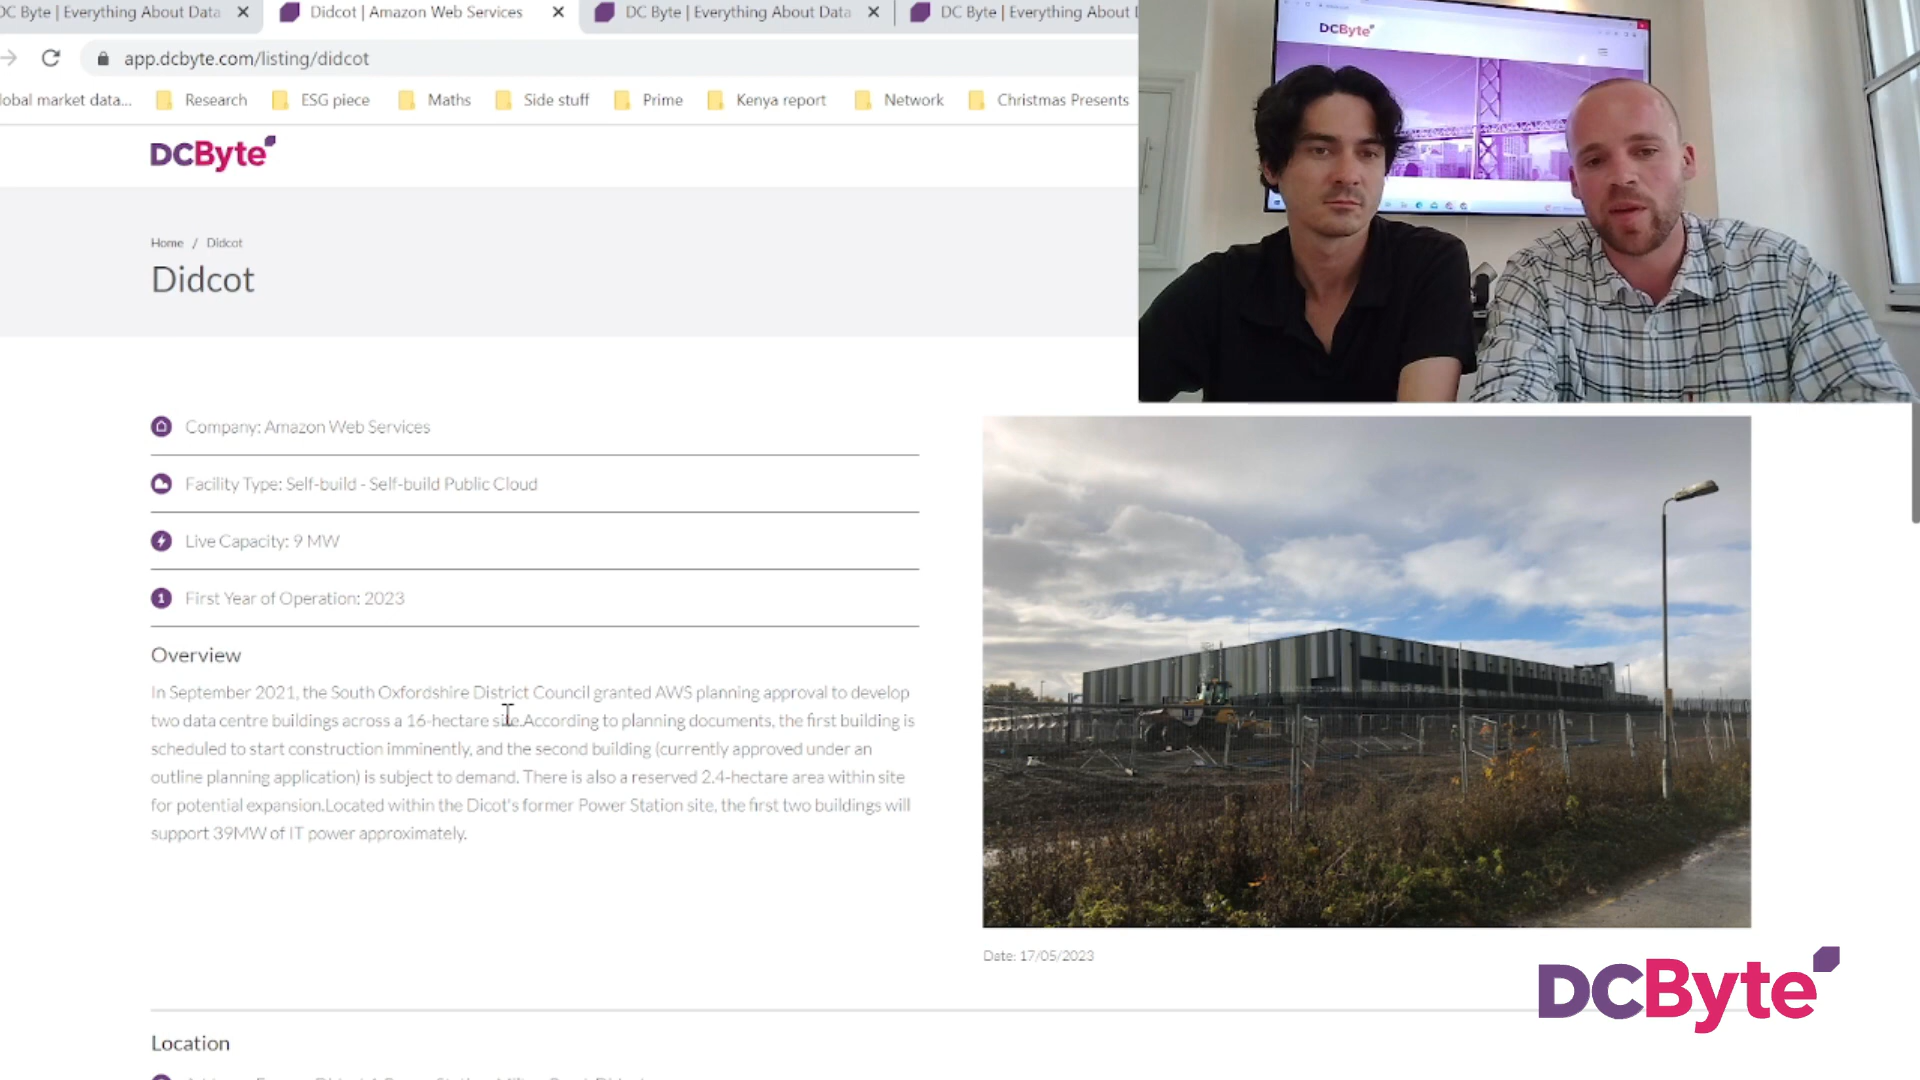 DC Byte | Everything About Data
Didcot | Amazon Web Services
DC Byte | Everything About Data
DC Byte | Everything About
app.dcbyte.com/listing/didcot
lobal market data...
Research
ESG piece
Maths
Side stuff
Prime
Kenya report
Network
Christmas Presents
DCByte
DCByte
Home / Didcot
Didcot
Company: Amazon Web Services
Facility Type: Self-build - Self-build Public Cloud
Live Capacity: 9 MW
1 First Year of Operation: 2023
Overview
In September 2021, the South Oxfordshire District Council granted AWS planning approval to develop
two data centre buildings across a 16-hectare site.According to planning documents, the first building is
scheduled to start construction imminently, and the second building (currently approved under an
outline planning application) is subject to demand. There is also a reserved 2.4-hectare area within site
for potential expansion.Located within the Dicot's former Power Station site, the first two buildings will
support 39MW of IT power approximately.
Date: 17/05/2023
DCByte
Location